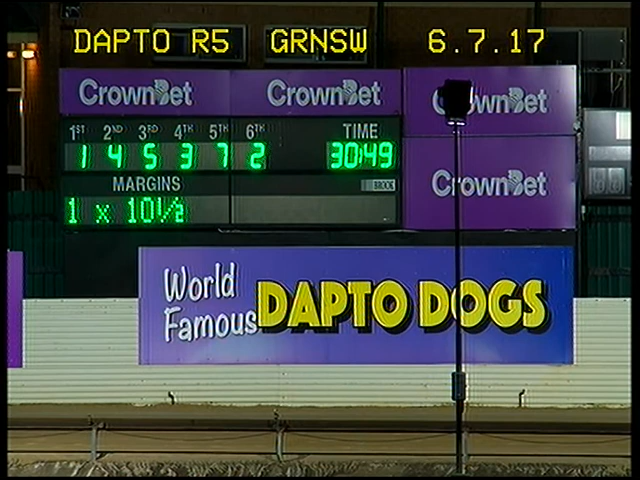 DAPTO R5 GRNSW 6.7.17
CrownBet CrownBet CrownBet
1ST 2ND 3RD 4TH 5TH 6TH TIME
1 4 5 3 7 2 30:49
MARGINS
1 x 10½
CrownBet
World Famous
DAPTO DOGS